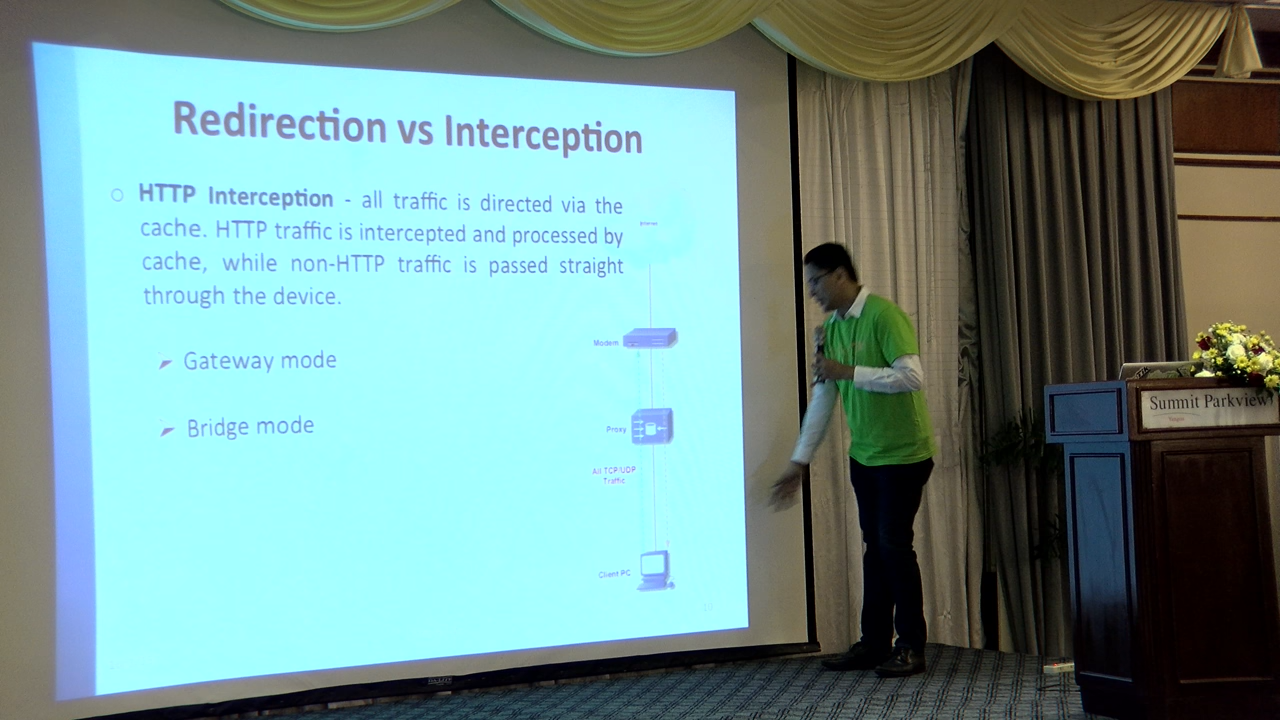 Redirection vs Interception
HTTP Interception - all traffic is directed via the
cache. HTTP traffic is intercepted and processed by
cache, while non-HTTP traffic is passed straight
through the device.
Gateway mode
Bridge mode
Internet
Modem
Proxy
All TCP/UDP
Traffic
Client PC
Summit Parkview